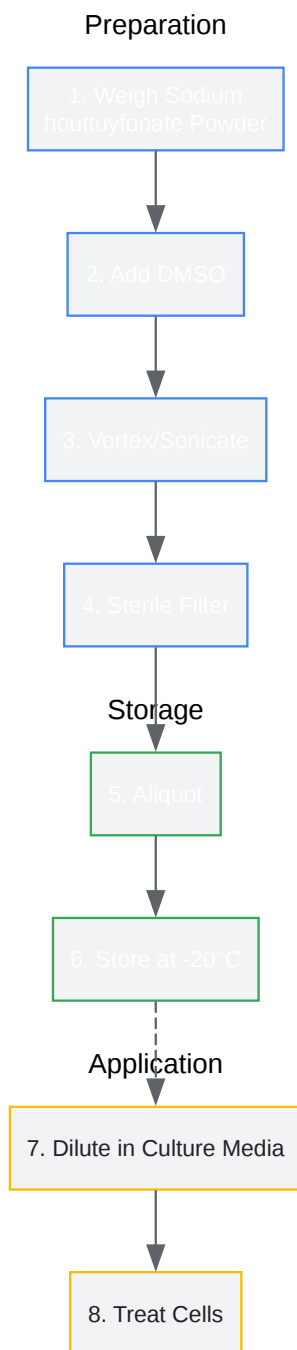 Preparation
1. Weigh Sodium
houttuyfonate Powder
2. Add DMSO
3. Vortex/Sonicate
4. Sterile Filter
Storage
5. Aliquot
6. Store at -20°C
Application
7. Dilute in Culture Media
8. Treat Cells